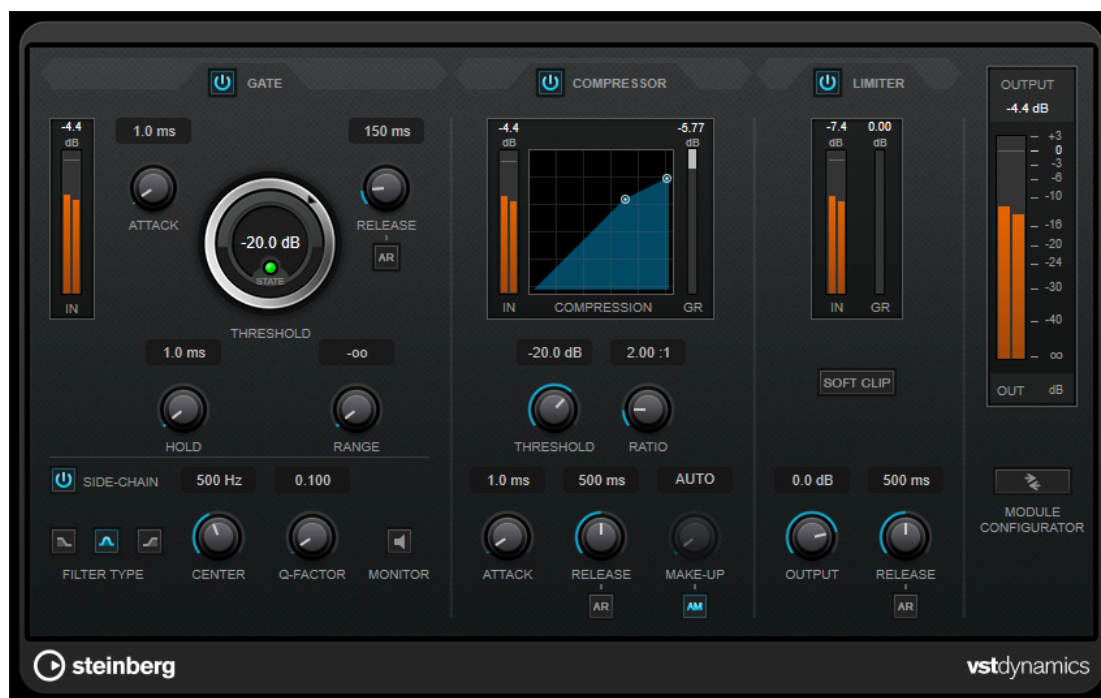 GATE
-4.4
dB
1.0 ms
150 ms
ATTACK
RELEASE
AR
-20.0 dB
STATE
IN
THRESHOLD
1.0 ms
-oo
HOLD
RANGE
SIDE-CHAIN
500 Hz
0.100
FILTER TYPE
CENTER
Q-FACTOR
MONITOR
COMPRESSOR
-4.4
dB
-5.77
dB
IN
COMPRESSION
GR
-20.0 dB
2.00 :1
THRESHOLD
RATIO
1.0 ms
500 ms
AUTO
ATTACK
RELEASE
MAKE-UP
AR
AM
LIMITER
-7.4
0.00
dB
dB
IN
GR
SOFT CLIP
0.0 dB
500 ms
OUTPUT
RELEASE
AR
OUTPUT
-4.4 dB
+3
0
-3
-6
-10
-16
-20
-24
-30
-40
oo
OUT
dB
MODULE
CONFIGURATOR
steinberg
vstdynamics